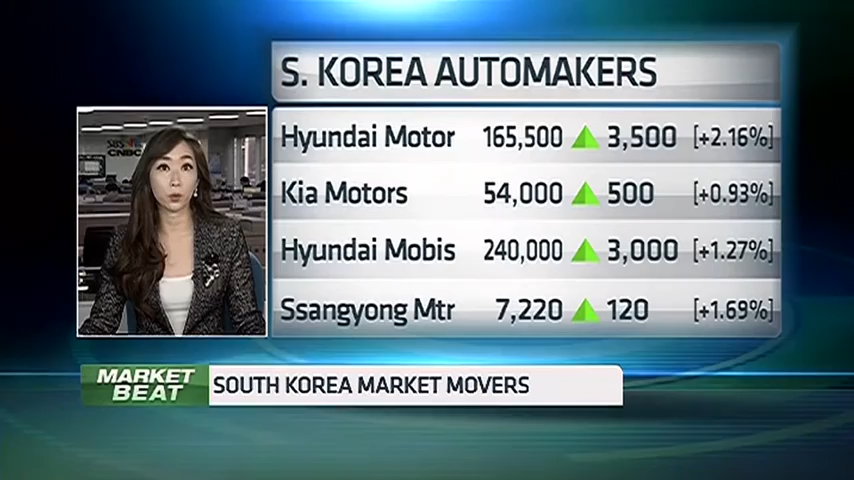 S. KOREA AUTOMAKERS
Hyundai Motor 165,500 ▲ 3,500 [+2.16%]
Kia Motors 54,000 ▲ 500 [+0.93%]
Hyundai Mobis 240,000 ▲ 3,000 [+1.27%]
Ssangyong Mtr 7,220 ▲ 120 [+1.69%]
SBS
CNBC
MARKET BEAT
SOUTH KOREA MARKET MOVERS